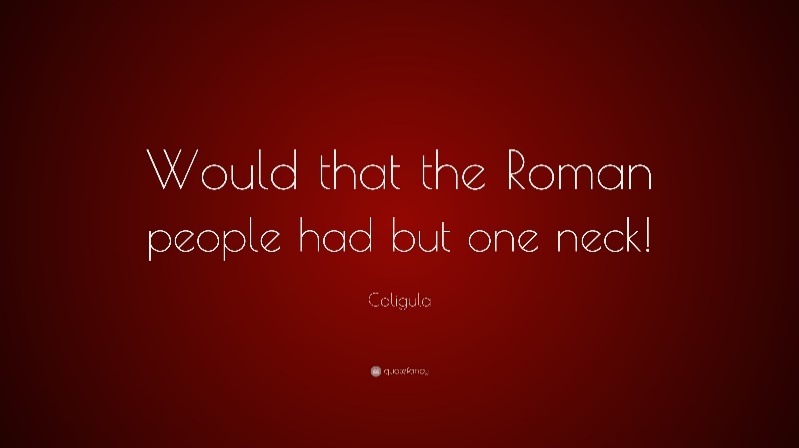 Would that the Roman
people had but one neck!
Caligula
quotefancy